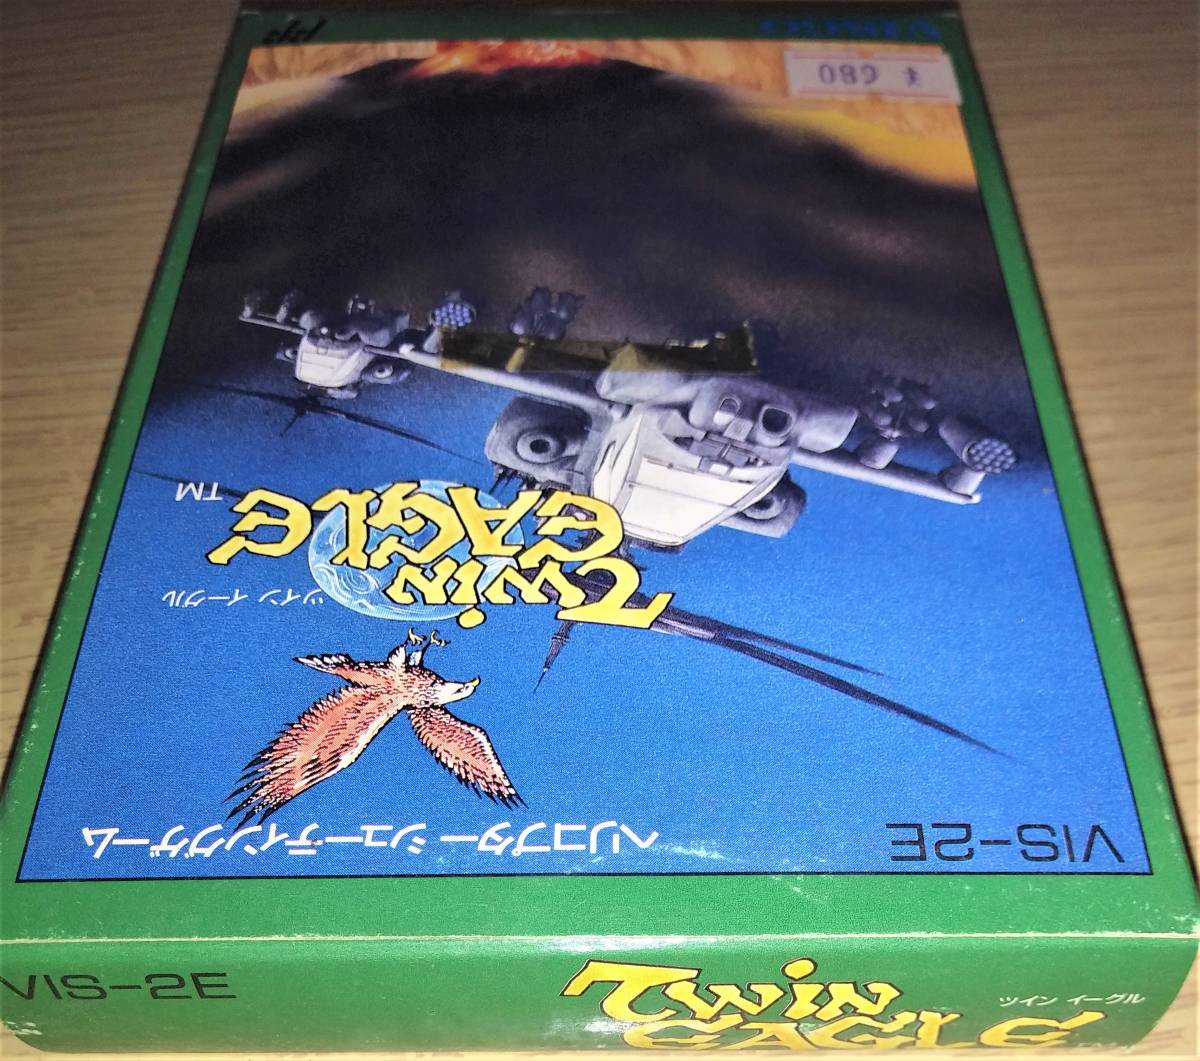 VIS-2E
ヘリコプター シューティングゲーム
Twin
EAGLE
TM
ツイン イーグル
¥ 680
VISCO
VIS-2E
Twin
EAGLE
ツイン イーグル